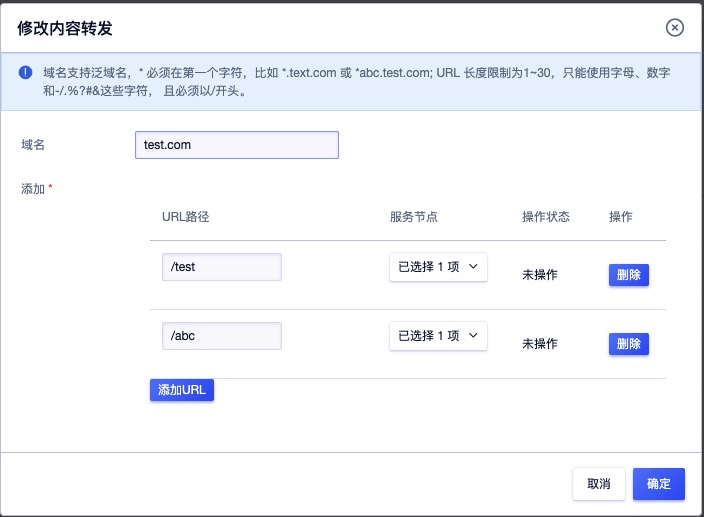 修改内容转发
域名支持泛域名，* 必须在第一个字符，比如 *.text.com 或 *abc.test.com; URL 长度限制为1~30，只能使用字母、数字
和-/.%?#&这些字符， 且必须以/开头。
域名 test.com
添加 *
URL路径 服务节点 操作状态 操作
/test 已选择 1 项 未操作 删除
/abc 已选择 1 项 未操作 删除
添加URL
取消 确定